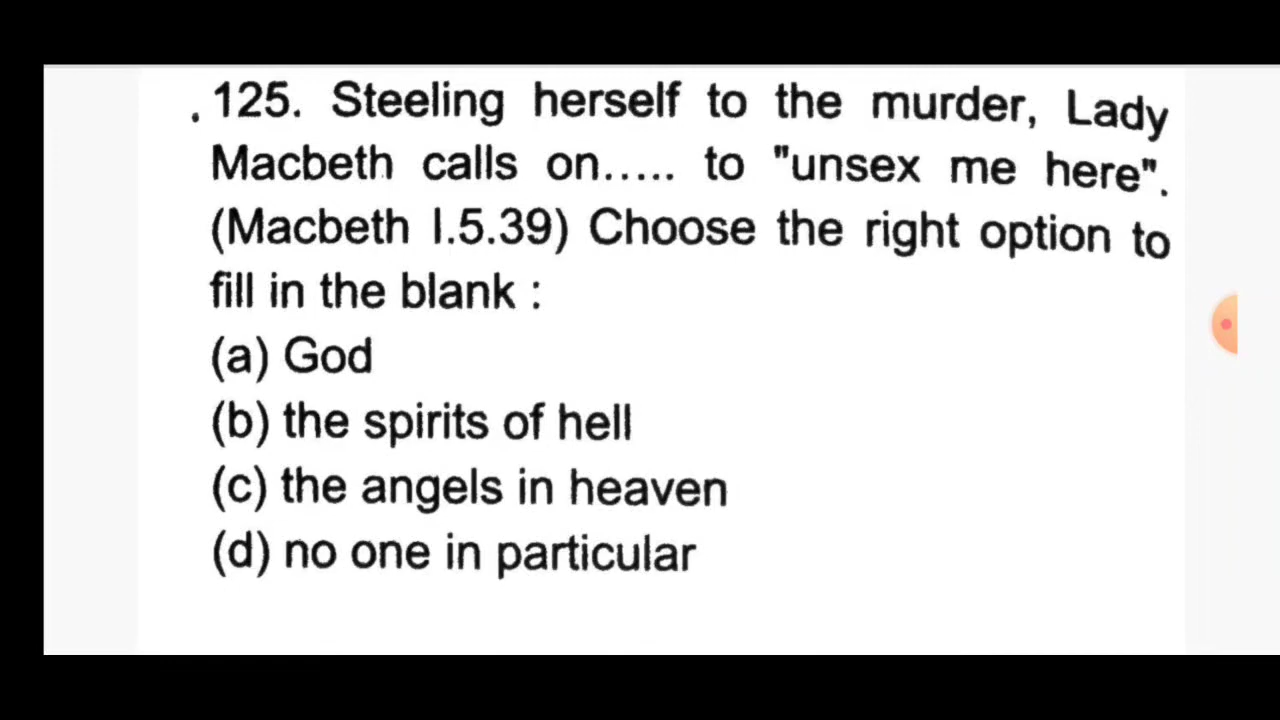 125. Steeling herself to the murder, Lady
Macbeth calls on..... to "unsex me here".
(Macbeth I.5.39) Choose the right option to
fill in the blank :
(a) God
(b) the spirits of hell
(c) the angels in heaven
(d) no one in particular